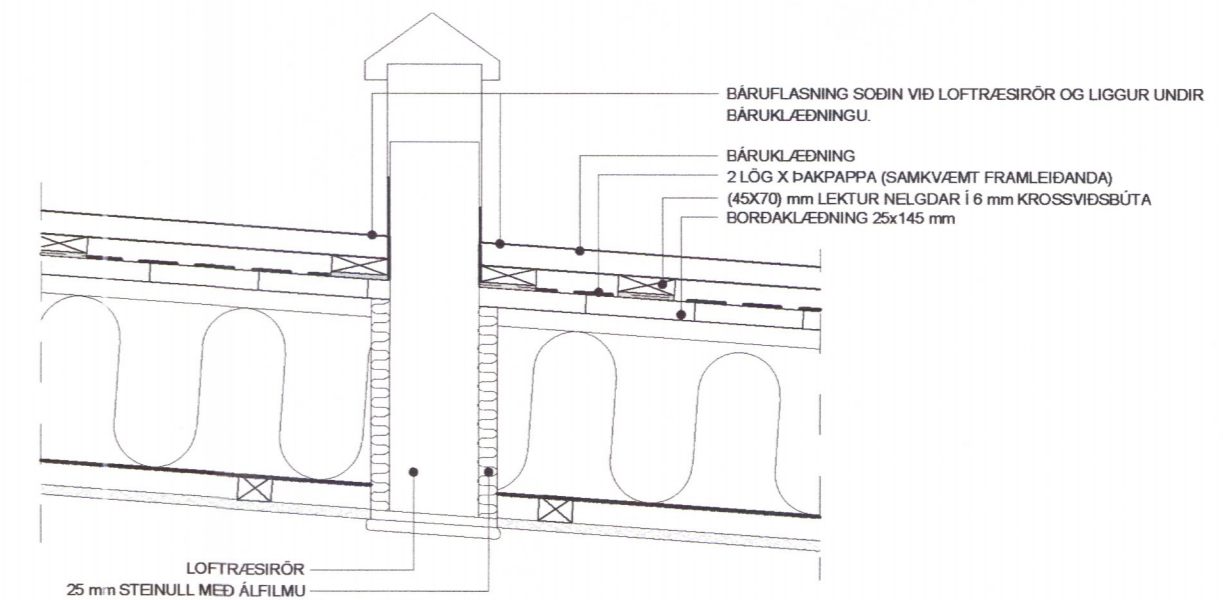 BÁRUFLASNING SOÐIN VIÐ LOFTRÆSIRÖR OG LIGGUR UNDIR
BÁRUKLÆÐNINGU.
BÁRUKLÆÐNING
2 LÖG X ÞAKPAPPA (SAMKVÆMT FRAMLEIÐANDA)
(45X70) mm LEKTUR NELGDAR Í 6 mm KROSSVIÐSBÚTA
BORÐAKLÆÐNING 25x145 mm
LOFTRÆSIRÖR
25 mm STEINULL MEÐ ÁLFILMU